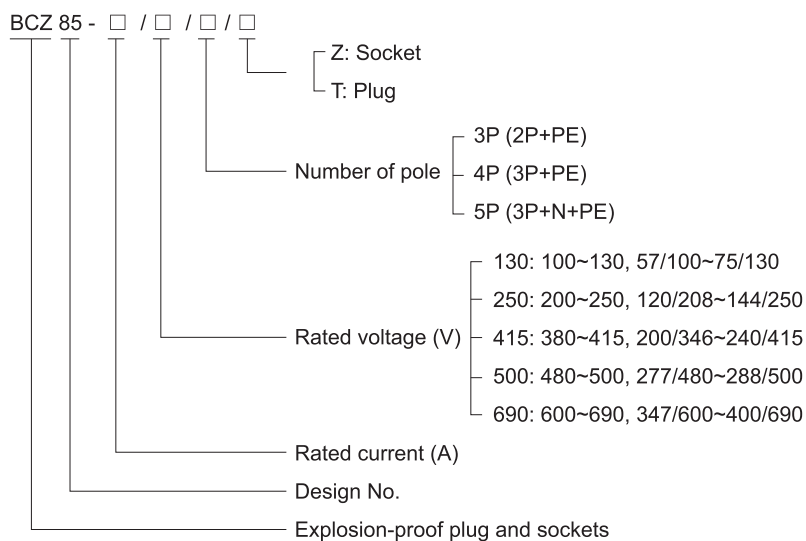 BCZ 85 - □ / □ / □ / □
Z: Socket
T: Plug
3P (2P+PE)
Number of pole
4P (3P+PE)
5P (3P+N+PE)
130: 100~130, 57/100~75/130
250: 200~250, 120/208~144/250
Rated voltage (V)
415: 380~415, 200/346~240/415
500: 480~500, 277/480~288/500
690: 600~690, 347/600~400/690
Rated current (A)
Design No.
Explosion-proof plug and sockets